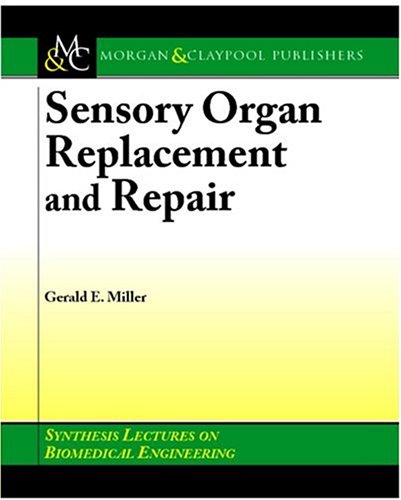 M
&C
MORGAN & CLAYPOOL PUBLISHERS
Sensory Organ
Replacement
and Repair
Gerald E. Miller
SYNTHESIS LECTURES ON
BIOMEDICAL ENGINEERING